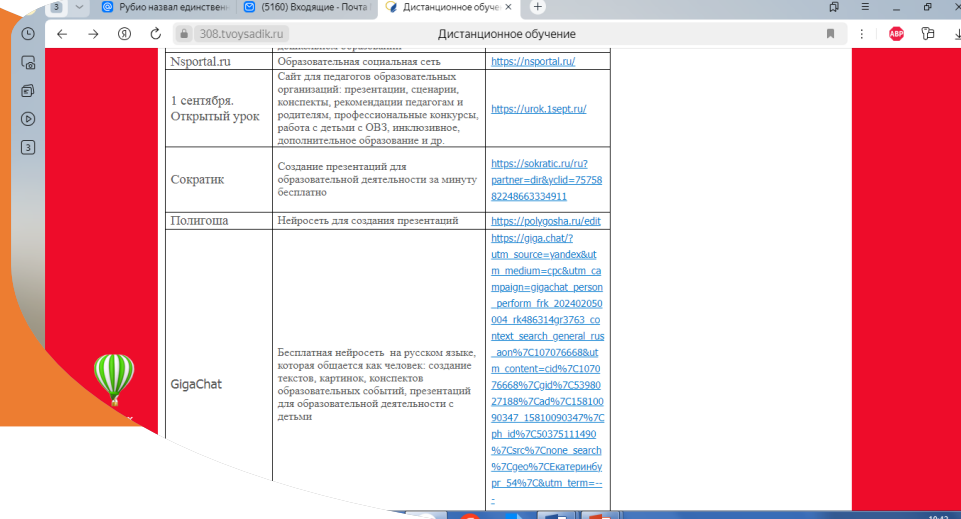 3
Рубио назвал единствен
(5160) Входящие - Почта
Дистанционное обуче
308.tvoysadik.ru
Дистанционное обучение
ABP
3
дошкольном образовании
Nsportal.ru
Образовательная социальная сеть
https://nsportal.ru/
1 сентября.
Открытый урок
Сайт для педагогов образовательных
организаций: презентации, сценарии,
конспекты, рекомендации педагогам и
родителям, профессиональные конкурсы,
работа с детьми с ОВЗ, инклюзивное,
дополнительное образование и др.
https://urok.1sept.ru/
Сократик
Создание презентаций для
образовательной деятельности за минуту
бесплатно
https://sokratic.ru/ru?
partner=dir&yclid=75758
82248663334911
Полигоша
Нейросеть для создания презентаций
https://polygosha.ru/edit
GigaChat
Бесплатная нейросеть на русском языке,
которая общается как человек: создание
текстов, картинок, конспектов
образовательных событий, презентаций
для образовательной деятельности с
детьми
https://giga.chat/?
utm_source=yandex&ut
m_medium=cpc&utm_ca
mpaign=gigachat_person
_perform_frk_202402050
004_rk486314gr3763_co
ntext_search_general_rus
_aon%7C107076668&ut
m_content=cid%7C1070
76668%7Cgid%7C53980
27188%7Cad%7C158100
90347_15810090347%7C
ph_id%7C50375111490
%7Csrc%7Cnone_search
%7Cgeo%7CЕкатеринбу
рг_54%7C&utm_term=--
-